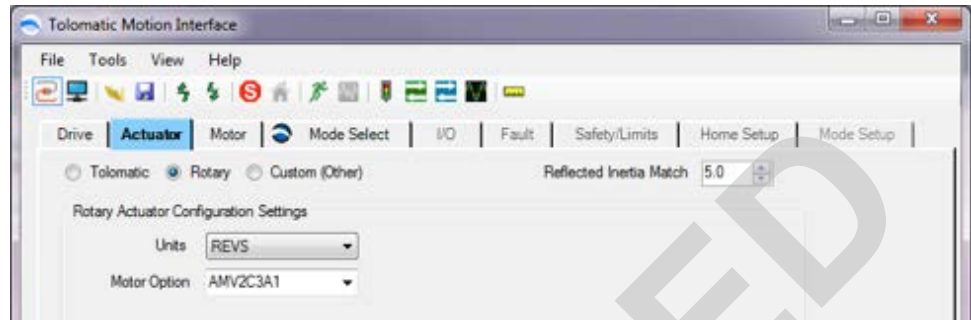 Tolomatic Motion Interface
File Tools View Help
Drive Actuator Motor Mode Select I/O Fault Safety/Limits Home Setup Mode Setup
Tolomatic Rotary Custom (Other) Reflected Inertia Match 5.0
Rotary Actuator Configuration Settings
Units REVS
Motor Option AMV2C3A1